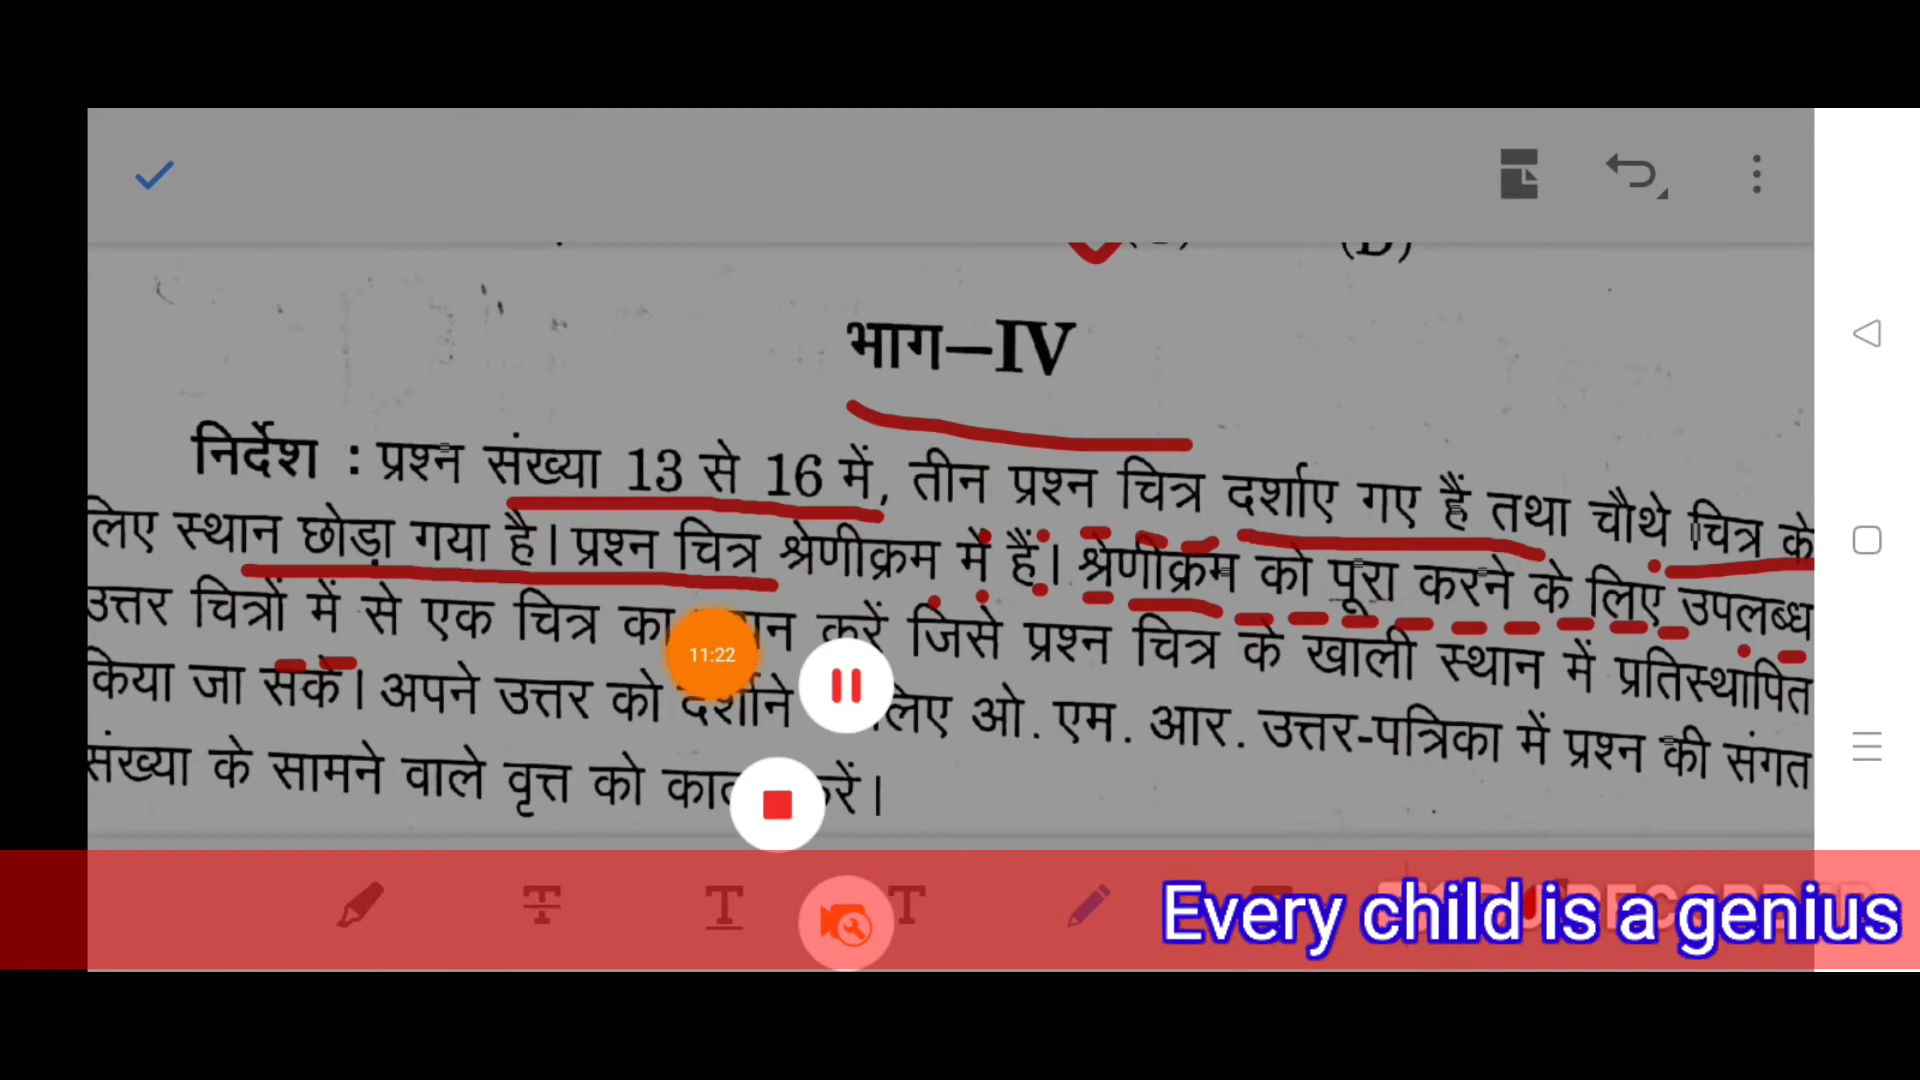 (D)
भाग–IV
निर्देश : प्रश्न संख्या 13 से 16 में, तीन प्रश्न चित्र दर्शाए गए हैं तथा चौथे चित्र के
लिए स्थान छोड़ा गया है। प्रश्न चित्र श्रेणीक्रम में हैं। श्रेणीक्रम को पूरा करने के लिए उपलब्ध
उत्तर चित्रों में से एक चित्र का करें जिसे प्रश्न चित्र के खाली स्थान में प्रतिस्थापित
किया जा सके। अपने उत्तर को दर्शाने लिए ओ. एम. आर. उत्तर-पत्रिका में प्रश्न की संगत
संख्या के सामने वाले वृत्त को करें।
11:22
Every child is a genius